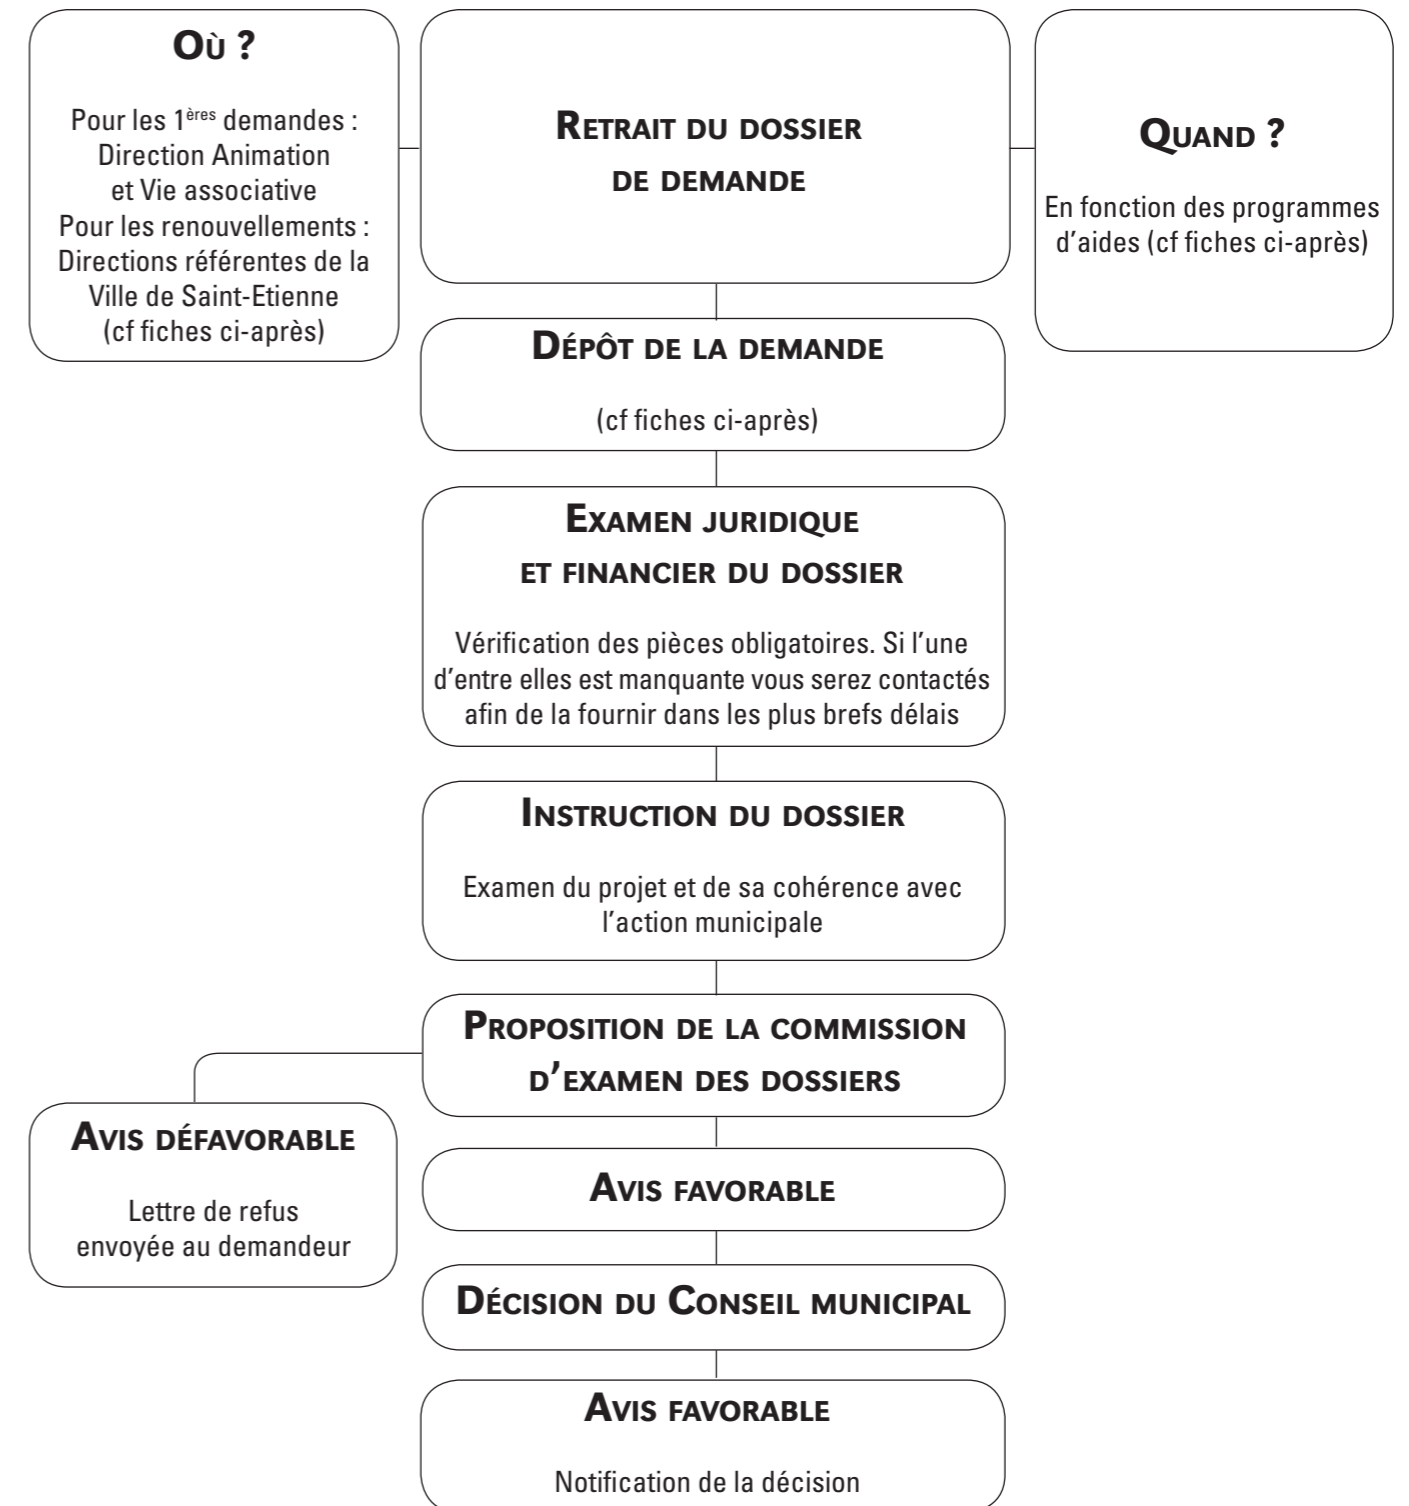 Où ?
Pour les 1ères demandes :
Direction Animation
et Vie associative
Pour les renouvellements :
Directions référentes de la
Ville de Saint-Etienne
(cf fiches ci-après)
Retrait du dossier
de demande
Quand ?
En fonction des programmes
d'aides (cf fiches ci-après)
Dépôt de la demande
(cf fiches ci-après)
Examen juridique
et financier du dossier
Vérification des pièces obligatoires. Si l'une
d'entre elles est manquante vous serez contactés
afin de la fournir dans les plus brefs délais
Instruction du dossier
Examen du projet et de sa cohérence avec
l'action municipale
Proposition de la commission
d'examen des dossiers
Avis défavorable
Lettre de refus
envoyée au demandeur
Avis favorable
Décision du Conseil municipal
Avis favorable
Notification de la décision